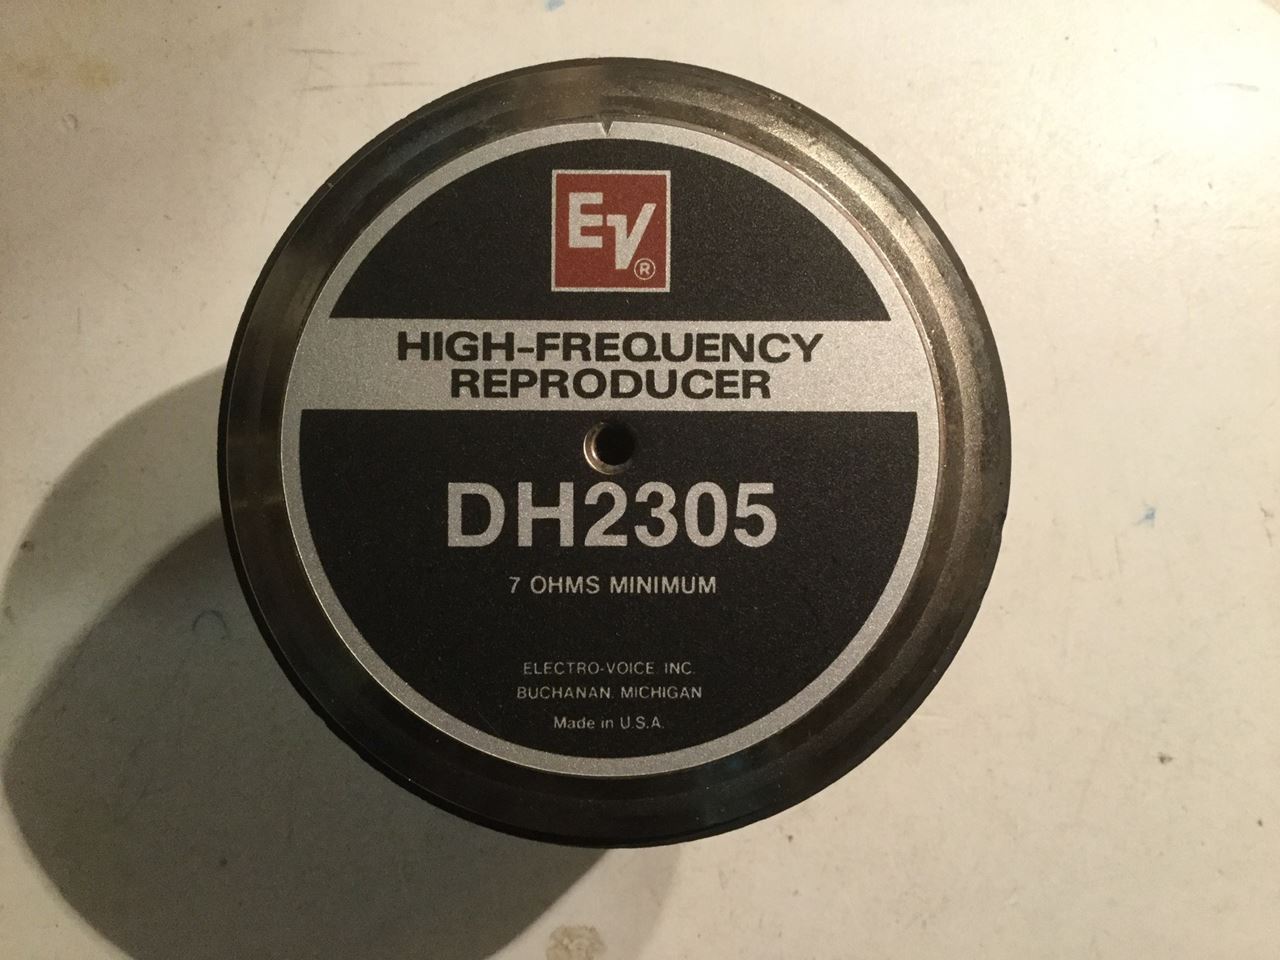 EV®
HIGH-FREQUENCY
REPRODUCER
DH2305
7 OHMS MINIMUM
ELECTRO-VOICE, INC.
BUCHANAN, MICHIGAN
Made in U.S.A.